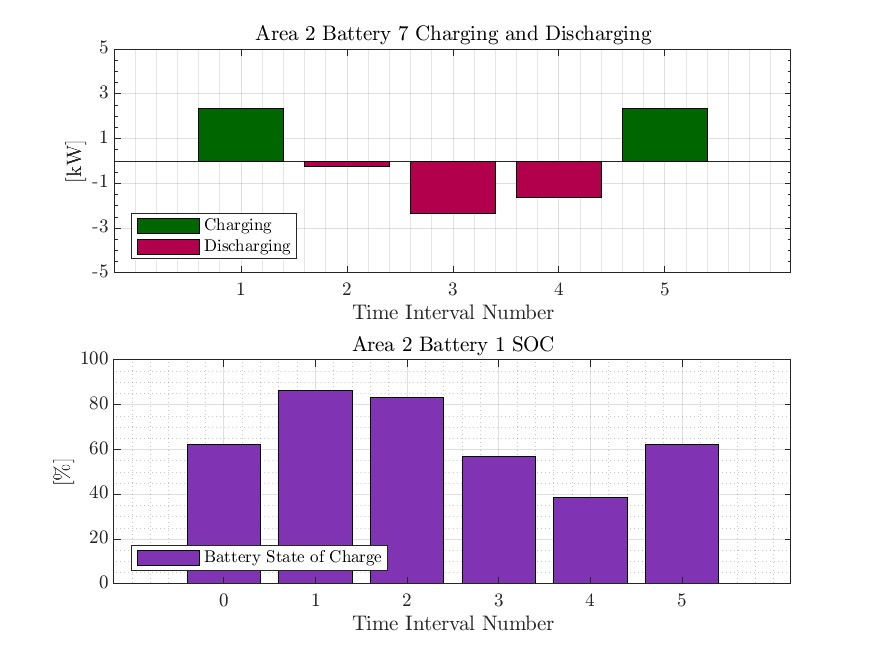 Area 2 Battery 7 Charging and Discharging
5
3
1
-1
-3
-5
[kW]
Charging
Discharging
1 2 3 4 5
Time Interval Number
Area 2 Battery 1 SOC
100
80
60
40
20
0
[%]
Battery State of Charge
0 1 2 3 4 5
Time Interval Number